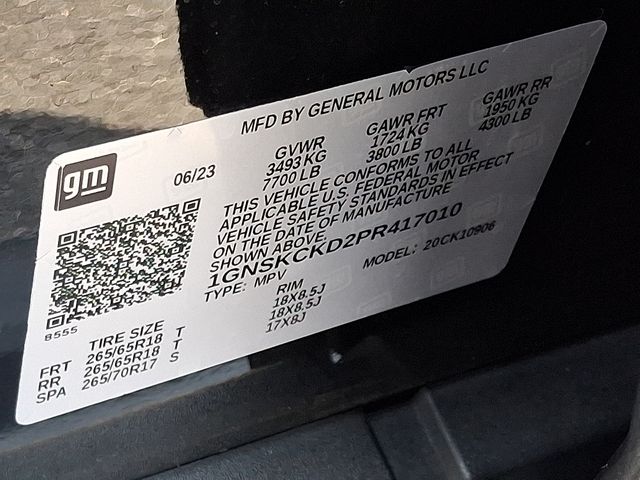 MFD BY GENERAL MOTORS LLC
gm
06/23
GVWR
3493 KG
7700 LB
GAWR FRT
1724 KG
3800 LB
GAWR RR
1950 KG
4300 LB
THIS VEHICLE CONFORMS TO ALL
APPLICABLE U.S. FEDERAL MOTOR
VEHICLE SAFETY STANDARDS IN EFFECT
ON THE DATE OF MANUFACTURE
SHOWN ABOVE.
1GNSKCKD2PR417010
TYPE: MPV
MODEL: 20CK10906
8555
TIRE SIZE
RIM
FRT 265/65R18 T 18X8.5J
RR 265/65R18 T 18X8.5J
SPA 265/70R17 S 17X8J